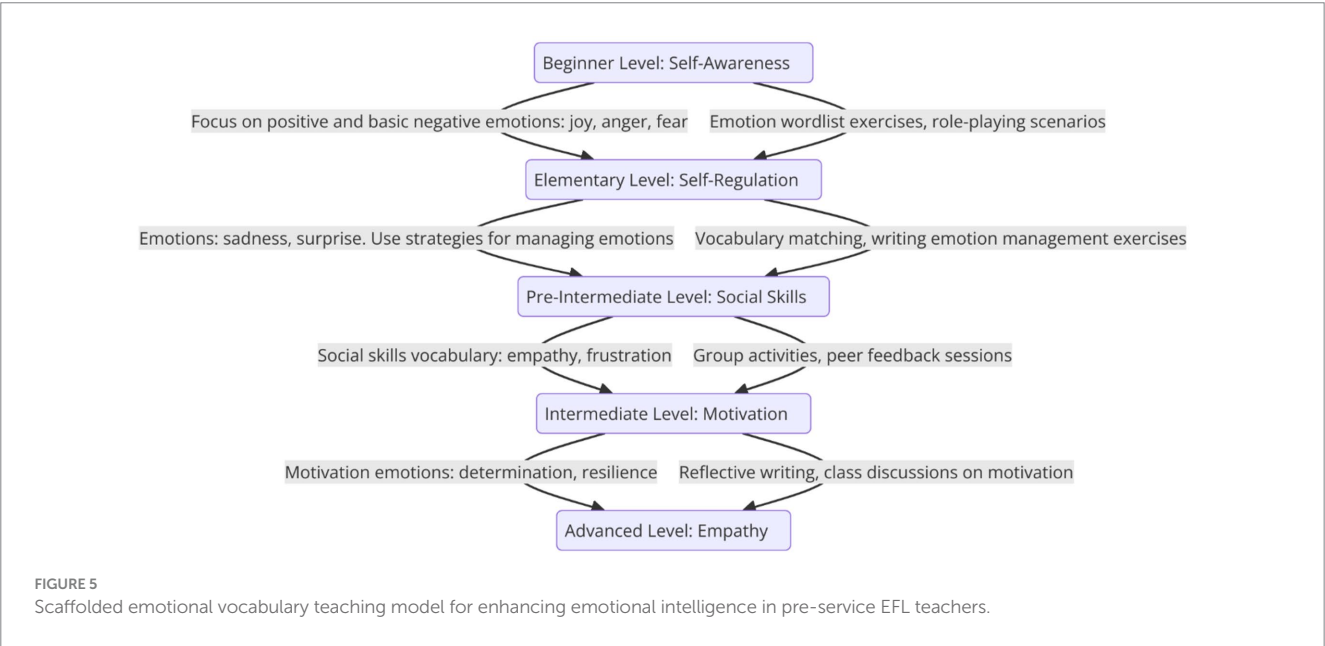 Beginner Level: Self-Awareness
Focus on positive and basic negative emotions: joy, anger, fear
Emotion wordlist exercises, role-playing scenarios
Elementary Level: Self-Regulation
Emotions: sadness, surprise. Use strategies for managing emotions
Vocabulary matching, writing emotion management exercises
Pre-Intermediate Level: Social Skills
Social skills vocabulary: empathy, frustration
Group activities, peer feedback sessions
Intermediate Level: Motivation
Motivation emotions: determination, resilience
Reflective writing, class discussions on motivation
Advanced Level: Empathy
FIGURE 5
Scaffolded emotional vocabulary teaching model for enhancing emotional intelligence in pre-service EFL teachers.